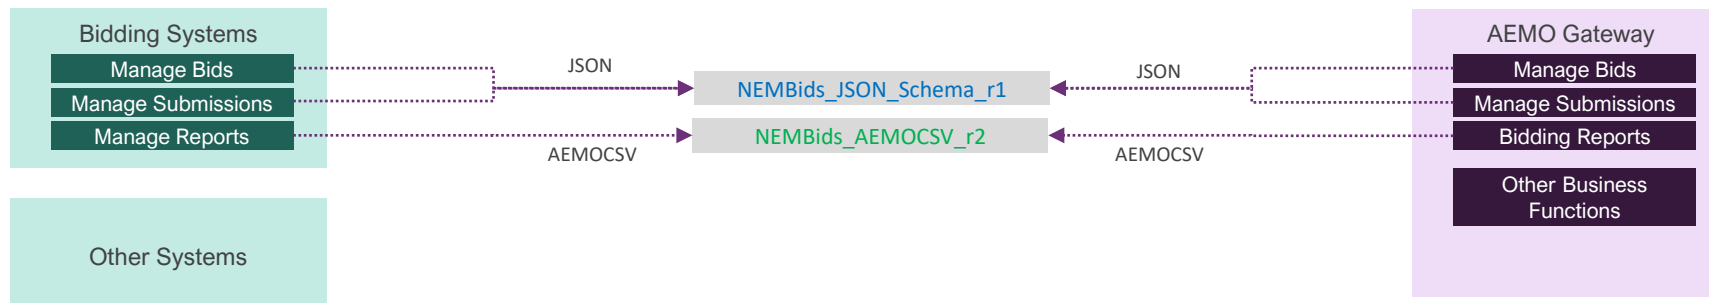 Bidding Systems
Manage Bids
Manage Submissions
Manage Reports
Other Systems
JSON
AEMOCSV
NEMBids_JSON_Schema_r1
NEMBids_AEMOCSV_r2
JSON
AEMOCSV
AEMO Gateway
Manage Bids
Manage Submissions
Bidding Reports
Other Business
Functions